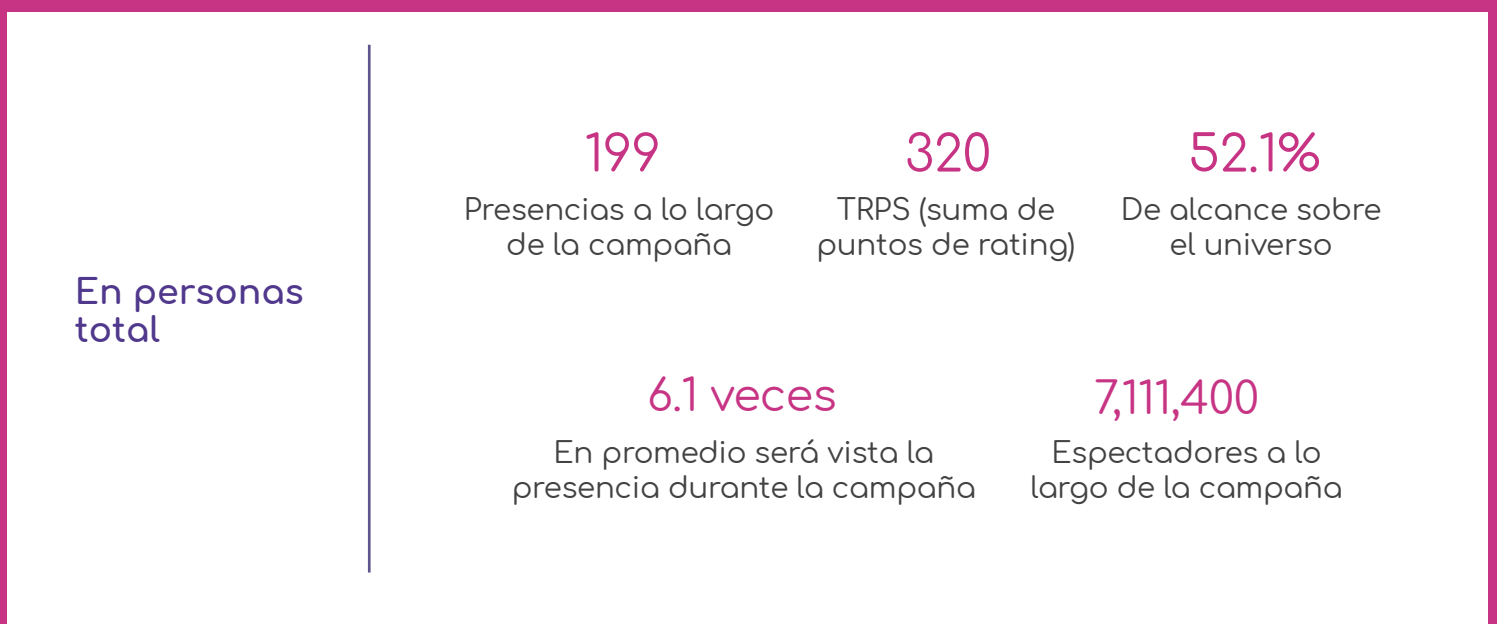 En personas
total
199
Presencias a lo largo
de la campaña
320
TRPS (suma de
puntos de rating)
52.1%
De alcance sobre
el universo
6.1 veces
En promedio será vista la
presencia durante la campaña
7,111,400
Espectadores a lo
largo de la campaña